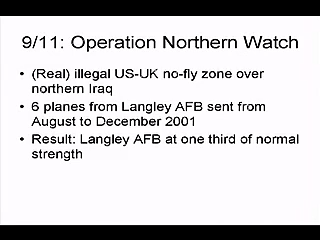 9/11: Operation Northern Watch
• (Real) illegal US-UK no-fly zone over
northern Iraq
• 6 planes from Langley AFB sent from
August to December 2001
• Result: Langley AFB at one third of normal
strength